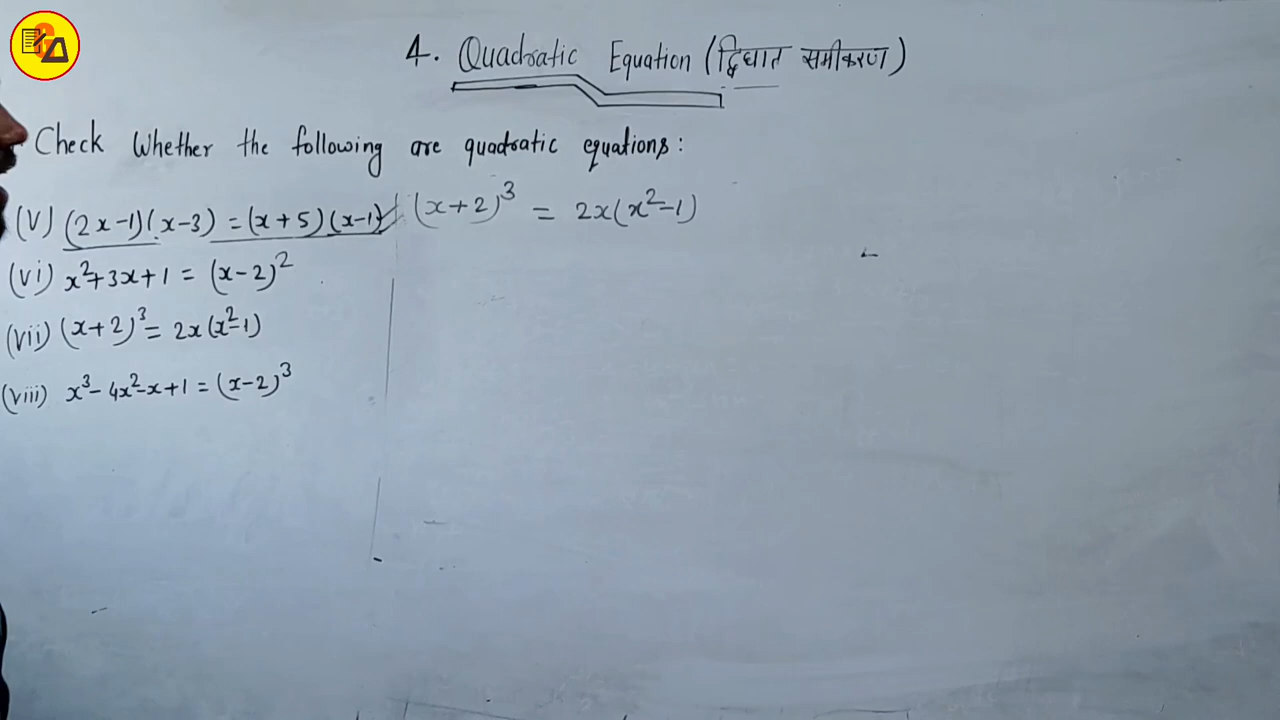 4. Quadratic Equation (द्विघात समीकरण)
Check Whether the following are quadratic equations:
(V) (2x-1)(x-3) = (x+5)(x-1)
(x+2)³ = 2x(x²-1)
(vi) x²+3x+1 = (x-2)²
(vii) (x+2)³ = 2x(x²-1)
(viii) x³-4x²-x+1 = (x-2)³